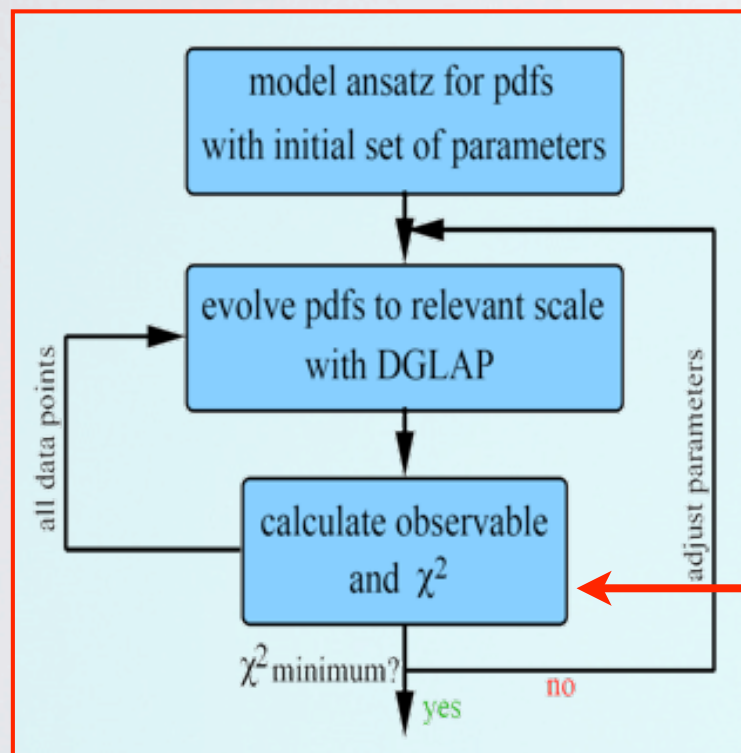 model ansatz for pdfs
with initial set of parameters
evolve pdfs to relevant scale
with DGLAP
all data points
adjust parameters
calculate observable
and χ²
χ² minimum?
no
yes